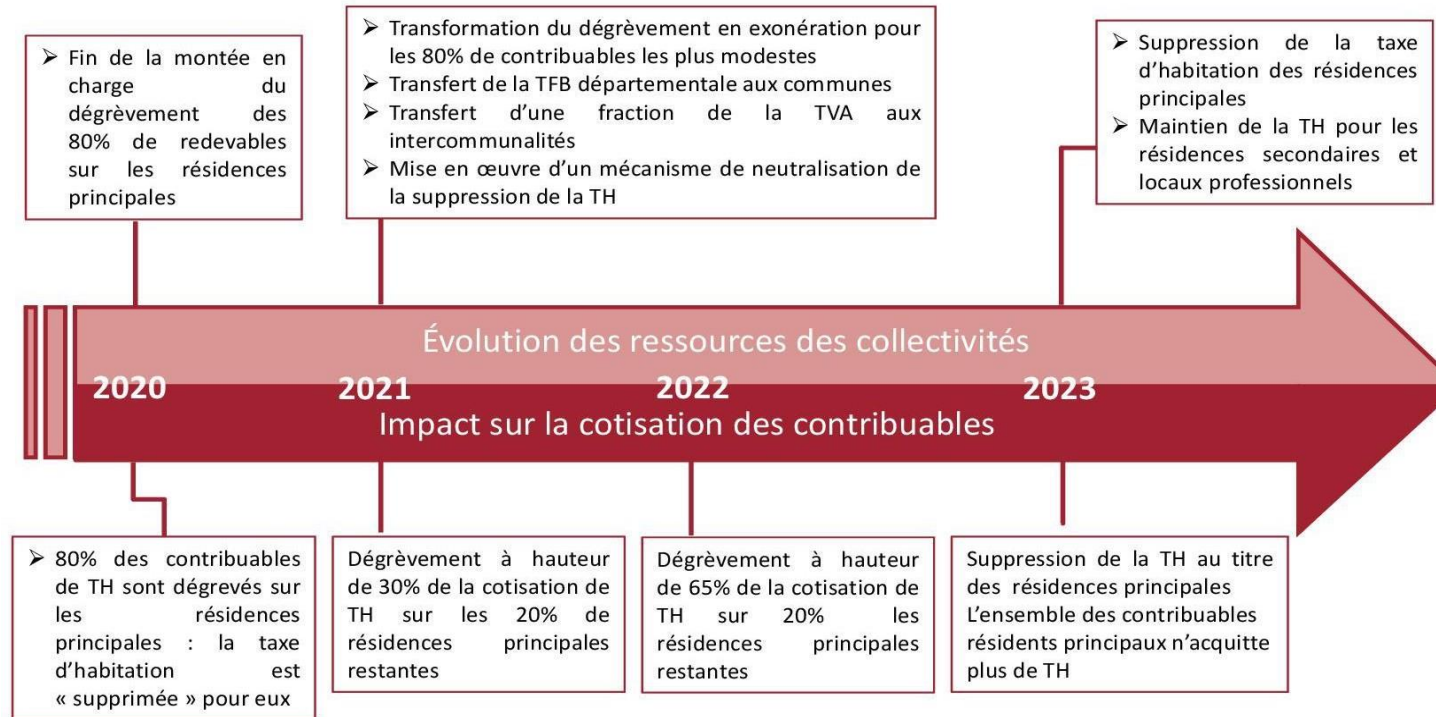 ➢ Fin de la montée en
charge du
dégrèvement des
80% de redevables
sur les résidences
principales
➢ Transformation du dégrèvement en exonération pour
les 80% de contribuables les plus modestes
➢ Transfert de la TFB départementale aux communes
➢ Transfert d’une fraction de la TVA aux
intercommunalités
➢ Mise en œuvre d’un mécanisme de neutralisation de
la suppression de la TH
➢ Suppression de la taxe
d’habitation des résidences
principales
➢ Maintien de la TH pour les
résidences secondaires et
locaux professionnels
Évolution des ressources des collectivités
2020 2021 2022 2023
Impact sur la cotisation des contribuables
➢ 80% des contribuables
de TH sont dégrevés sur
les résidences
principales : la taxe
d’habitation est
« supprimée » pour eux
Dégrèvement à hauteur
de 30% de la cotisation de
TH sur les 20% de
résidences principales
restantes
Dégrèvement à hauteur
de 65% de la cotisation de
TH sur 20% les
résidences principales
restantes
Suppression de la TH au titre
des résidences principales
L’ensemble des contribuables
résidents principaux n’acquitte
plus de TH